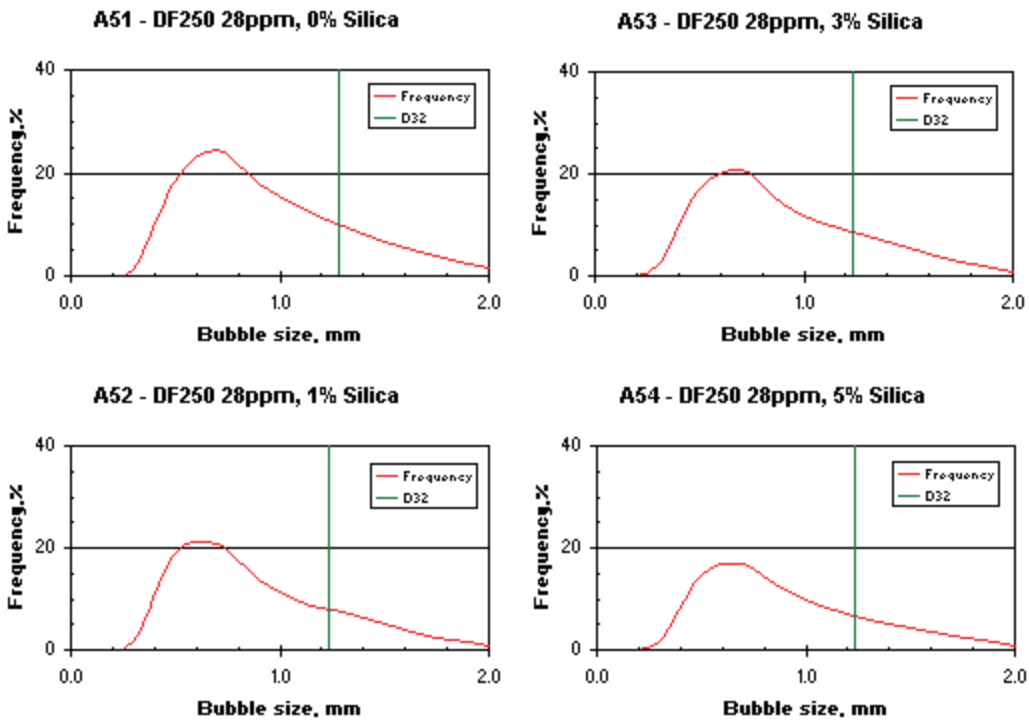 A51 - DF250 28ppm, 0% Silica
40
20
0
0.0 1.0 2.0
Frequency,%
Bubble size, mm
Frequency
D32
A53 - DF250 28ppm, 3% Silica
40
20
0
0.0 1.0 2.0
Frequency,%
Bubble size, mm
Frequency
D32
A52 - DF250 28ppm, 1% Silica
40
20
0
0.0 1.0 2.0
Frequency,%
Bubble size, mm
Frequency
D32
A54 - DF250 28ppm, 5% Silica
40
20
0
0.0 1.0 2.0
Frequency,%
Bubble size, mm
Frequency
D32